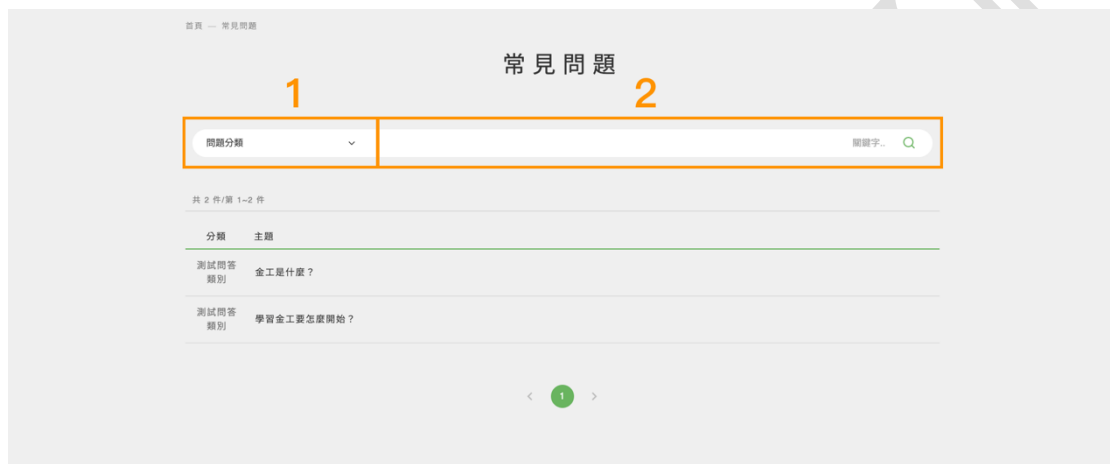 首頁 — 常見問題
常見問題
1
2
問題分類
關鍵字..
共 2 件/第 1~2 件
分類 主題
測試問答
類別
金工是什麼？
測試問答
類別
學習金工要怎麼開始？
< 1 >